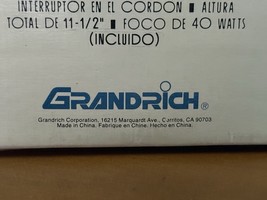 INTERRUPTOR EN EL CORDON ■ ALTURA
TOTAL DE 11-1/2" ■ FOCO DE 40 WATTS
(INCLUIDO)
GRANDRICH®
Grandrich Corporation, 16215 Marquardt Ave., Cerritos, CA 90703
Made in China. Fabrique en Chine. Hecho en China.